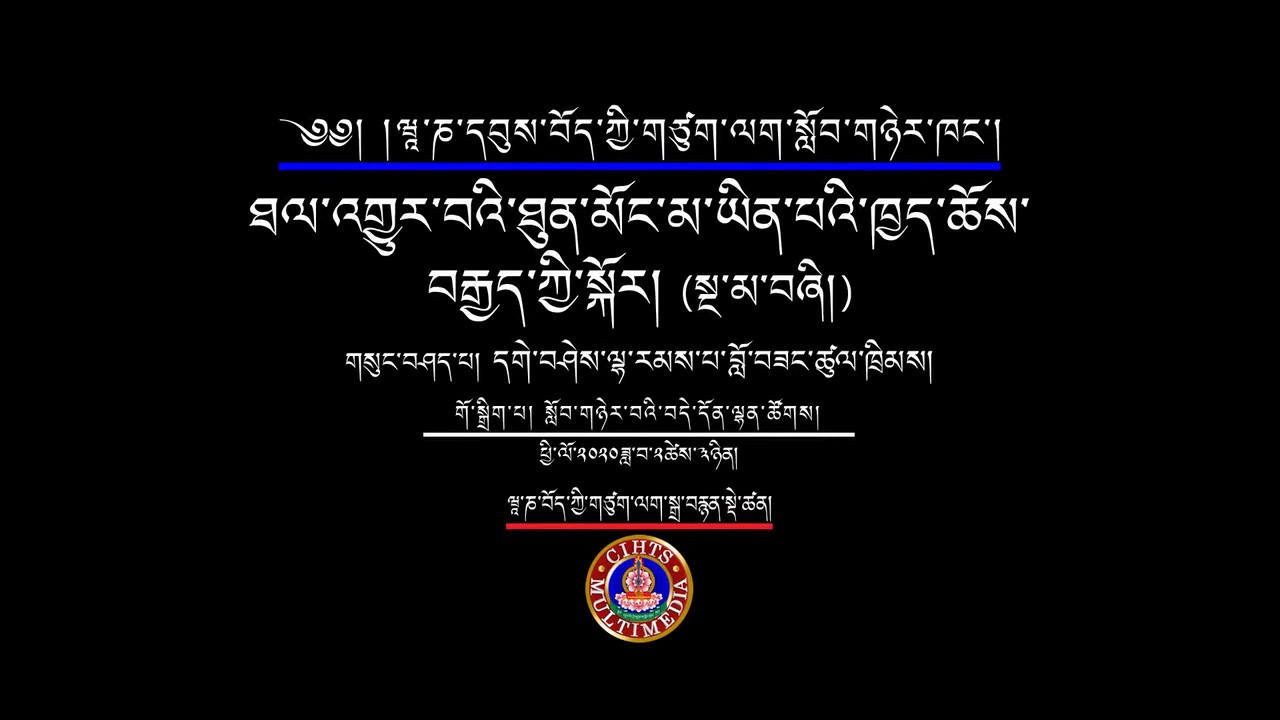 ༄༅། །ཝཱ་ཎ་དབུས་བོད་ཀྱི་གཙུག་ལག་སློབ་གཉེར་ཁང་།
ཐལ་འགྱུར་བའི་ཐུན་མོང་མ་ཡིན་པའི་ཁྱད་ཆོས་
བརྒྱད་ཀྱི་སྐོར། (སྔ་མ་བཞི།)
གསུང་བཤད་པ། དགེ་བཤེས་ལྷ་རམས་པ་བློ་བཟང་ཚུལ་ཁྲིམས།
གོ་སྒྲིག་པ། སློབ་གཉེར་བའི་བདེ་དོན་ལྷན་ཚོགས།
ཕྱི་ལོ་༢༠༢༠ཟླ་བ་༢ཚེས་༣ཉིན།
ཝཱ་ཎ་བོད་ཀྱི་གཙུག་ལག་སྒྲ་བརྙན་སྡེ་ཚན།
CIHTS
MULTIMEDIA